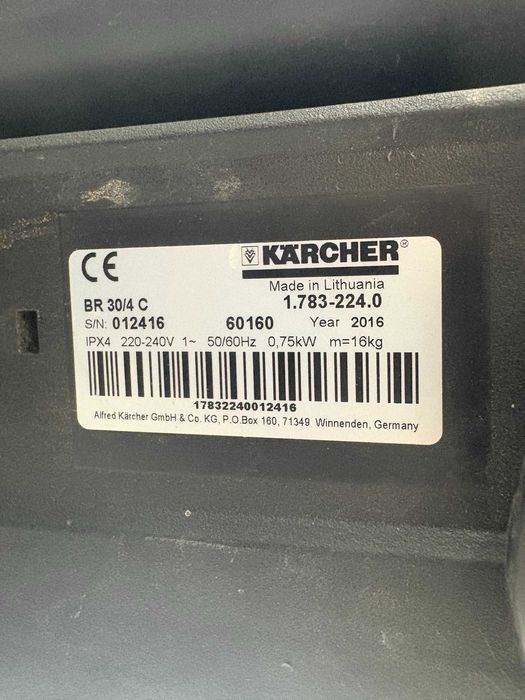 CE
KÄRCHER®
Made in Lithuania
BR 30/4 C 1.783-224.0
S/N: 012416 60160 Year 2016
IPX4 220-240V 1~ 50/60Hz 0,75kW m=16kg
17832240012416
Alfred Kärcher GmbH & Co. KG, P.O.Box 160, 71349 Winnenden, Germany